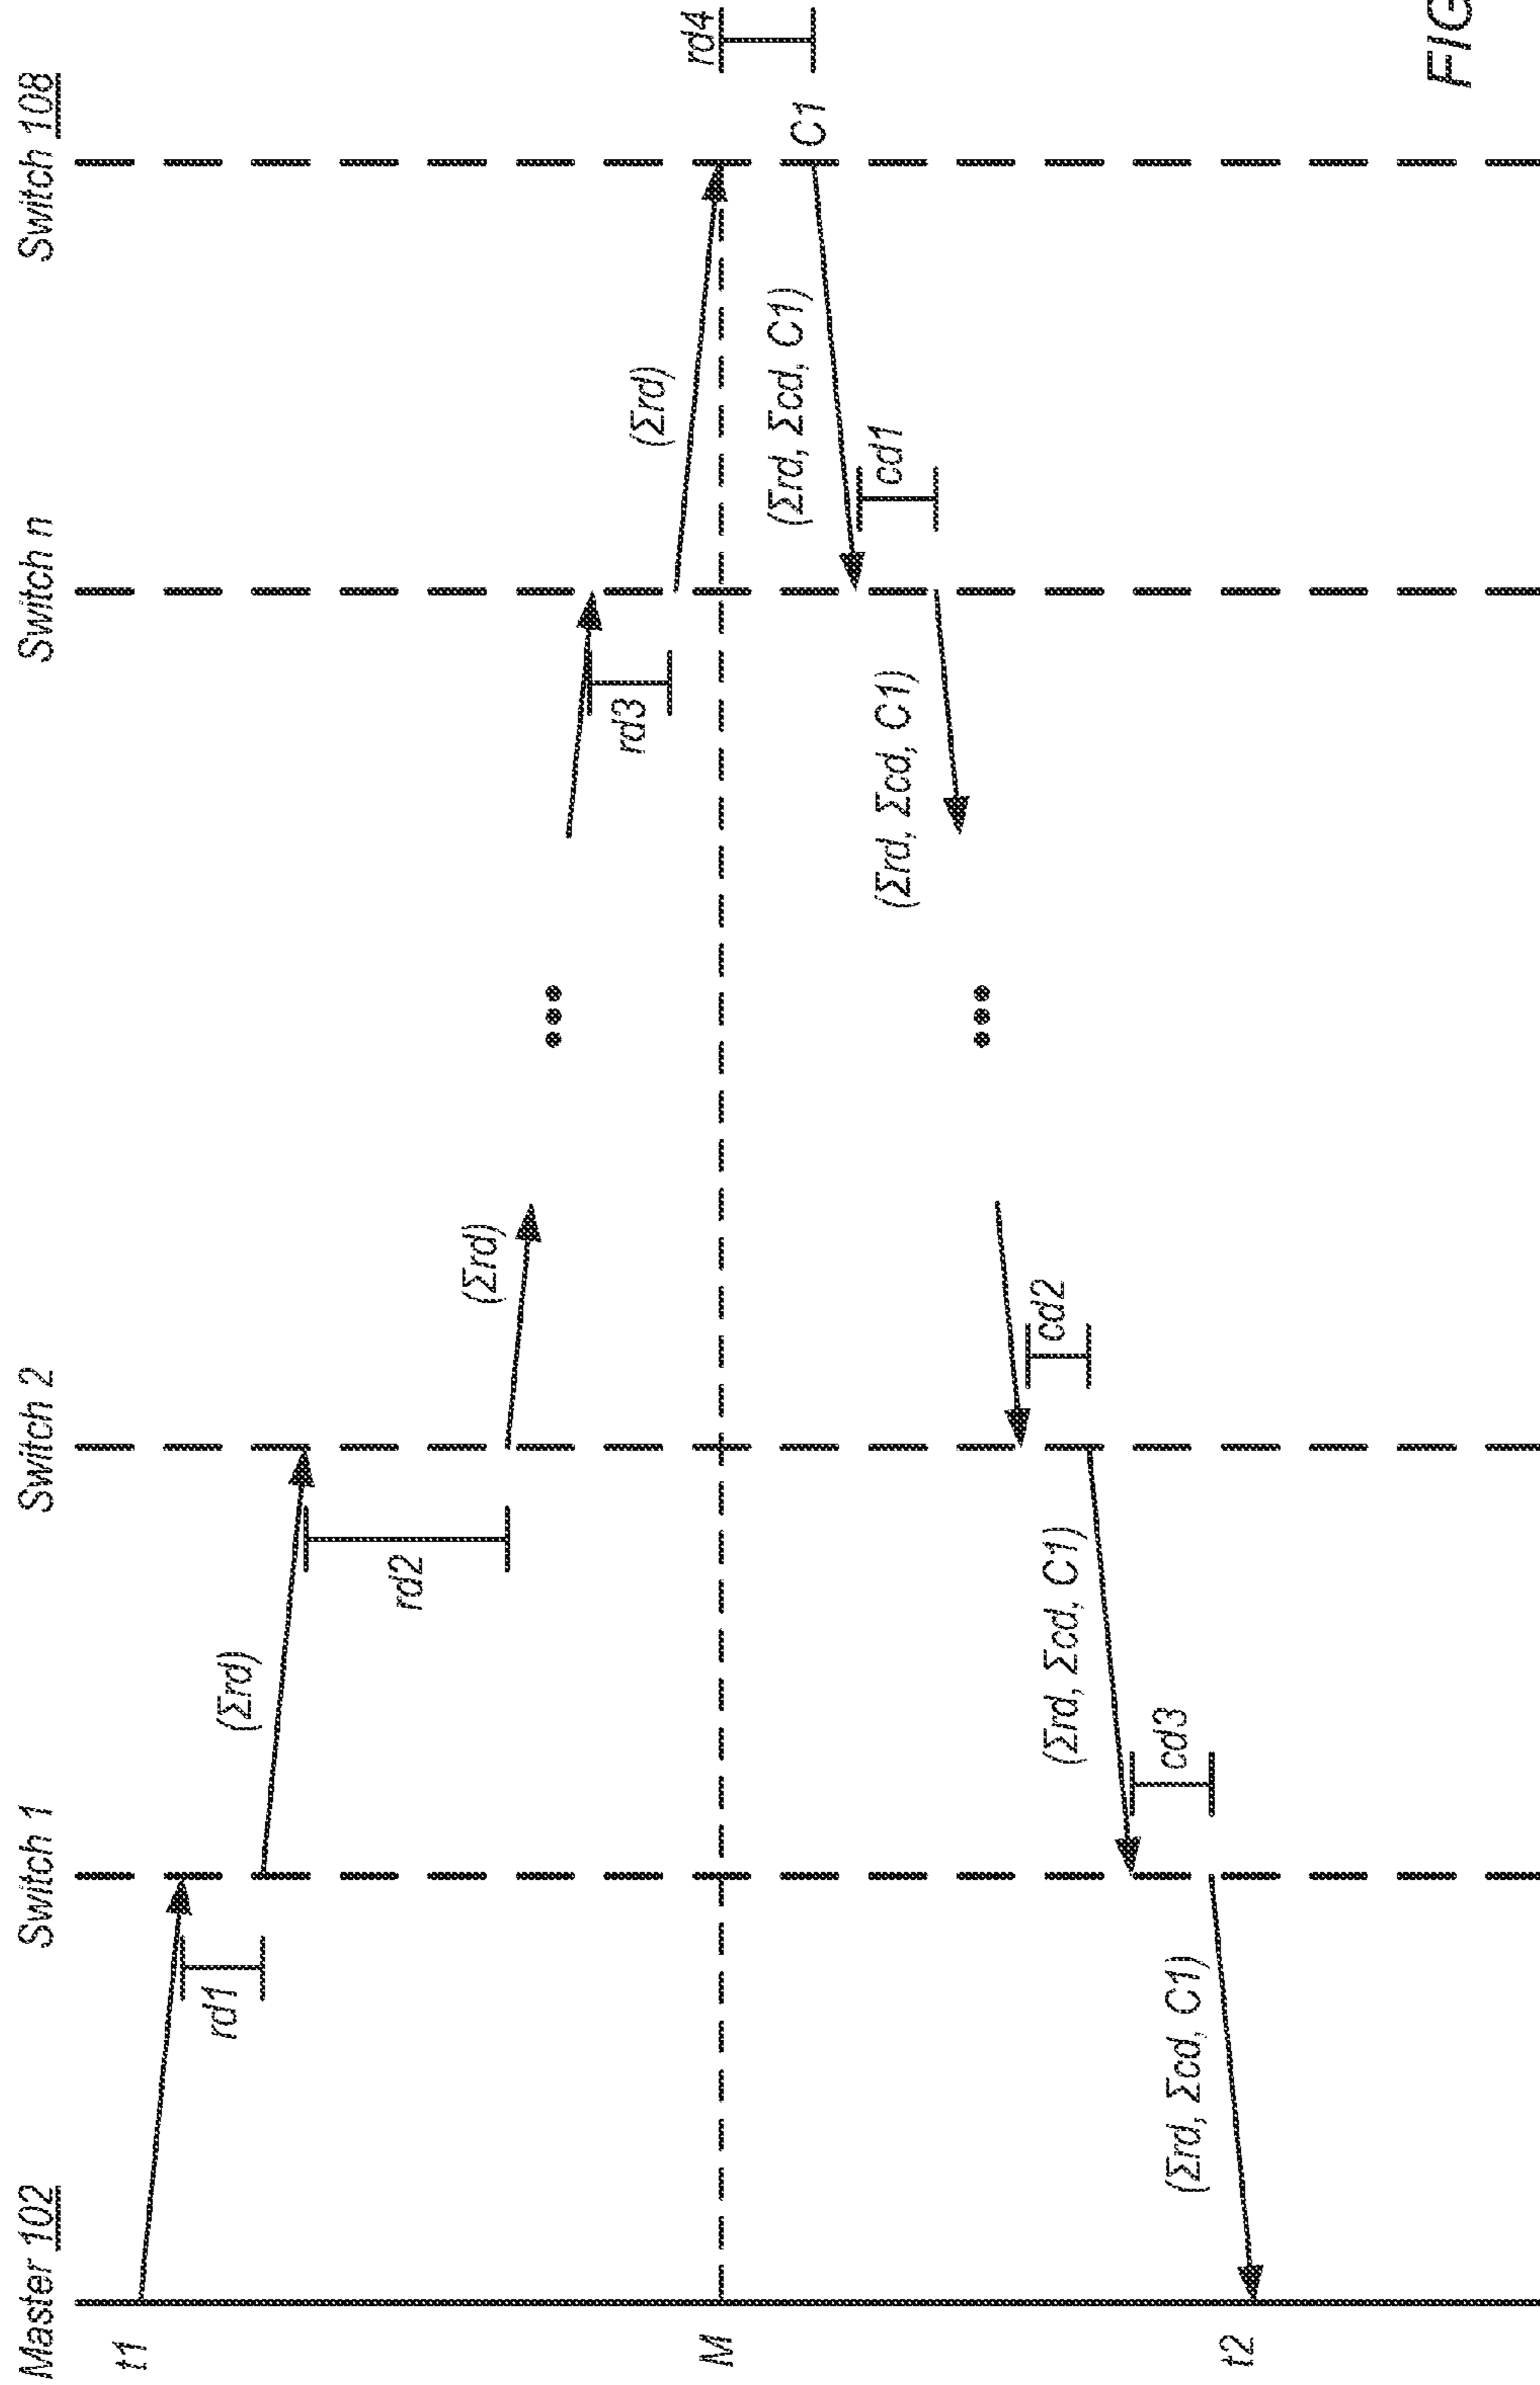 Master 102
Switch 1
Switch 2
Switch n
Switch 108
t1
rd1
(Σrd)
rd2
(Σrd)
rd3
(Σrd)
rd4
M
C1
(Σrd, Σcd, C1)
cd1
(Σrd, Σcd, C1)
cd2
(Σrd, Σcd, C1)
cd3
(Σrd, Σcd, C1)
t2
FIG